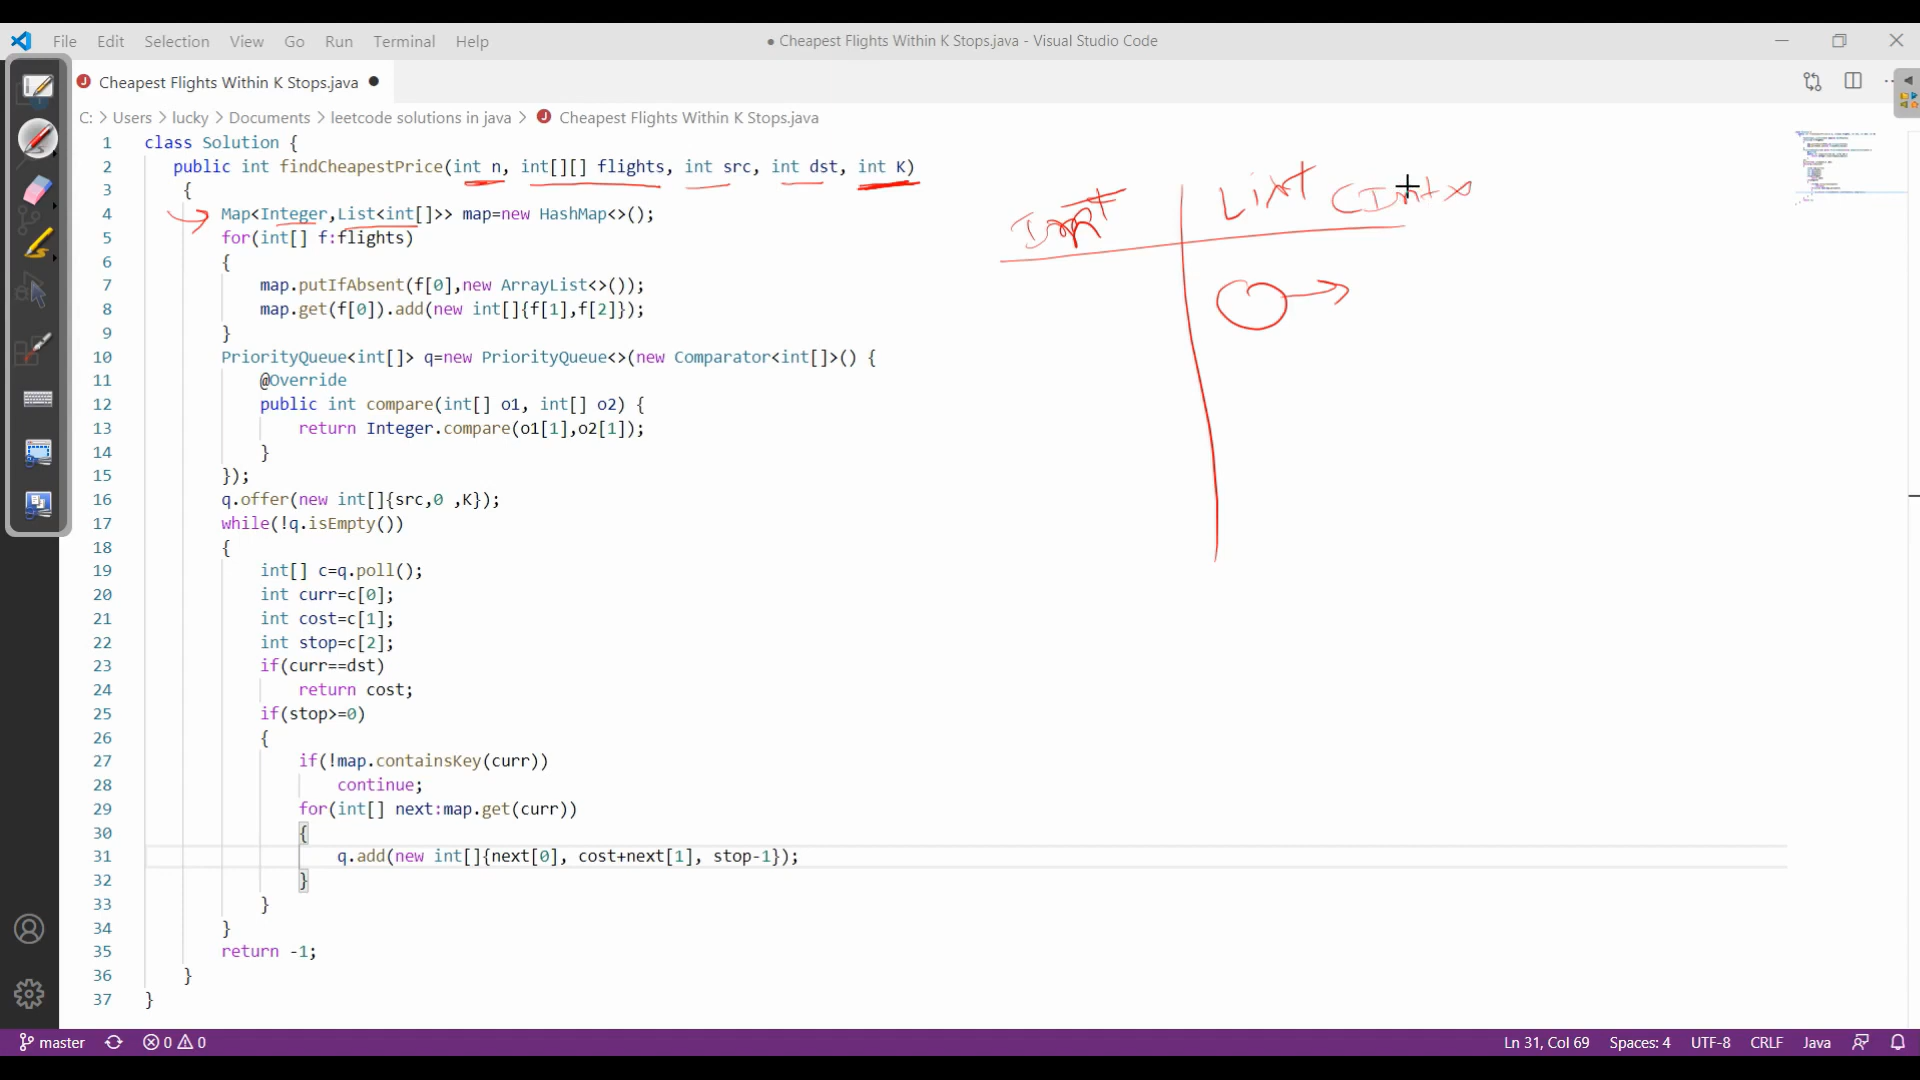 File Edit Selection View Go Run Terminal Help
● Cheapest Flights Within K Stops.java - Visual Studio Code
J Cheapest Flights Within K Stops.java ●
C: > Users > lucky > Documents > leetcode solutions in java > J Cheapest Flights Within K Stops.java
1 class Solution {
2 public int findCheapestPrice(int n, int[][] flights, int src, int dst, int K)
3 {
4 Map<Integer,List<int[]>> map=new HashMap<>();
5 for(int[] f:flights)
6 {
7 map.putIfAbsent(f[0],new ArrayList<>());
8 map.get(f[0]).add(new int[]{f[1],f[2]});
9 }
10 PriorityQueue<int[]> q=new PriorityQueue<>(new Comparator<int[]>() {
11 @Override
12 public int compare(int[] o1, int[] o2) {
13 return Integer.compare(o1[1],o2[1]);
14 }
15 });
16 q.offer(new int[]{src,0 ,K});
17 while(!q.isEmpty())
18 {
19 int[] c=q.poll();
20 int curr=c[0];
21 int cost=c[1];
22 int stop=c[2];
23 if(curr==dst)
24 return cost;
25 if(stop>=0)
26 {
27 if(!map.containsKey(curr))
28 continue;
29 for(int[] next:map.get(curr))
30 {
31 q.add(new int[]{next[0], cost+next[1], stop-1});
32 }
33 }
34 }
35 return -1;
36 }
37 }
List
master 0 0 Ln 31, Col 69 Spaces: 4 UTF-8 CRLF Java